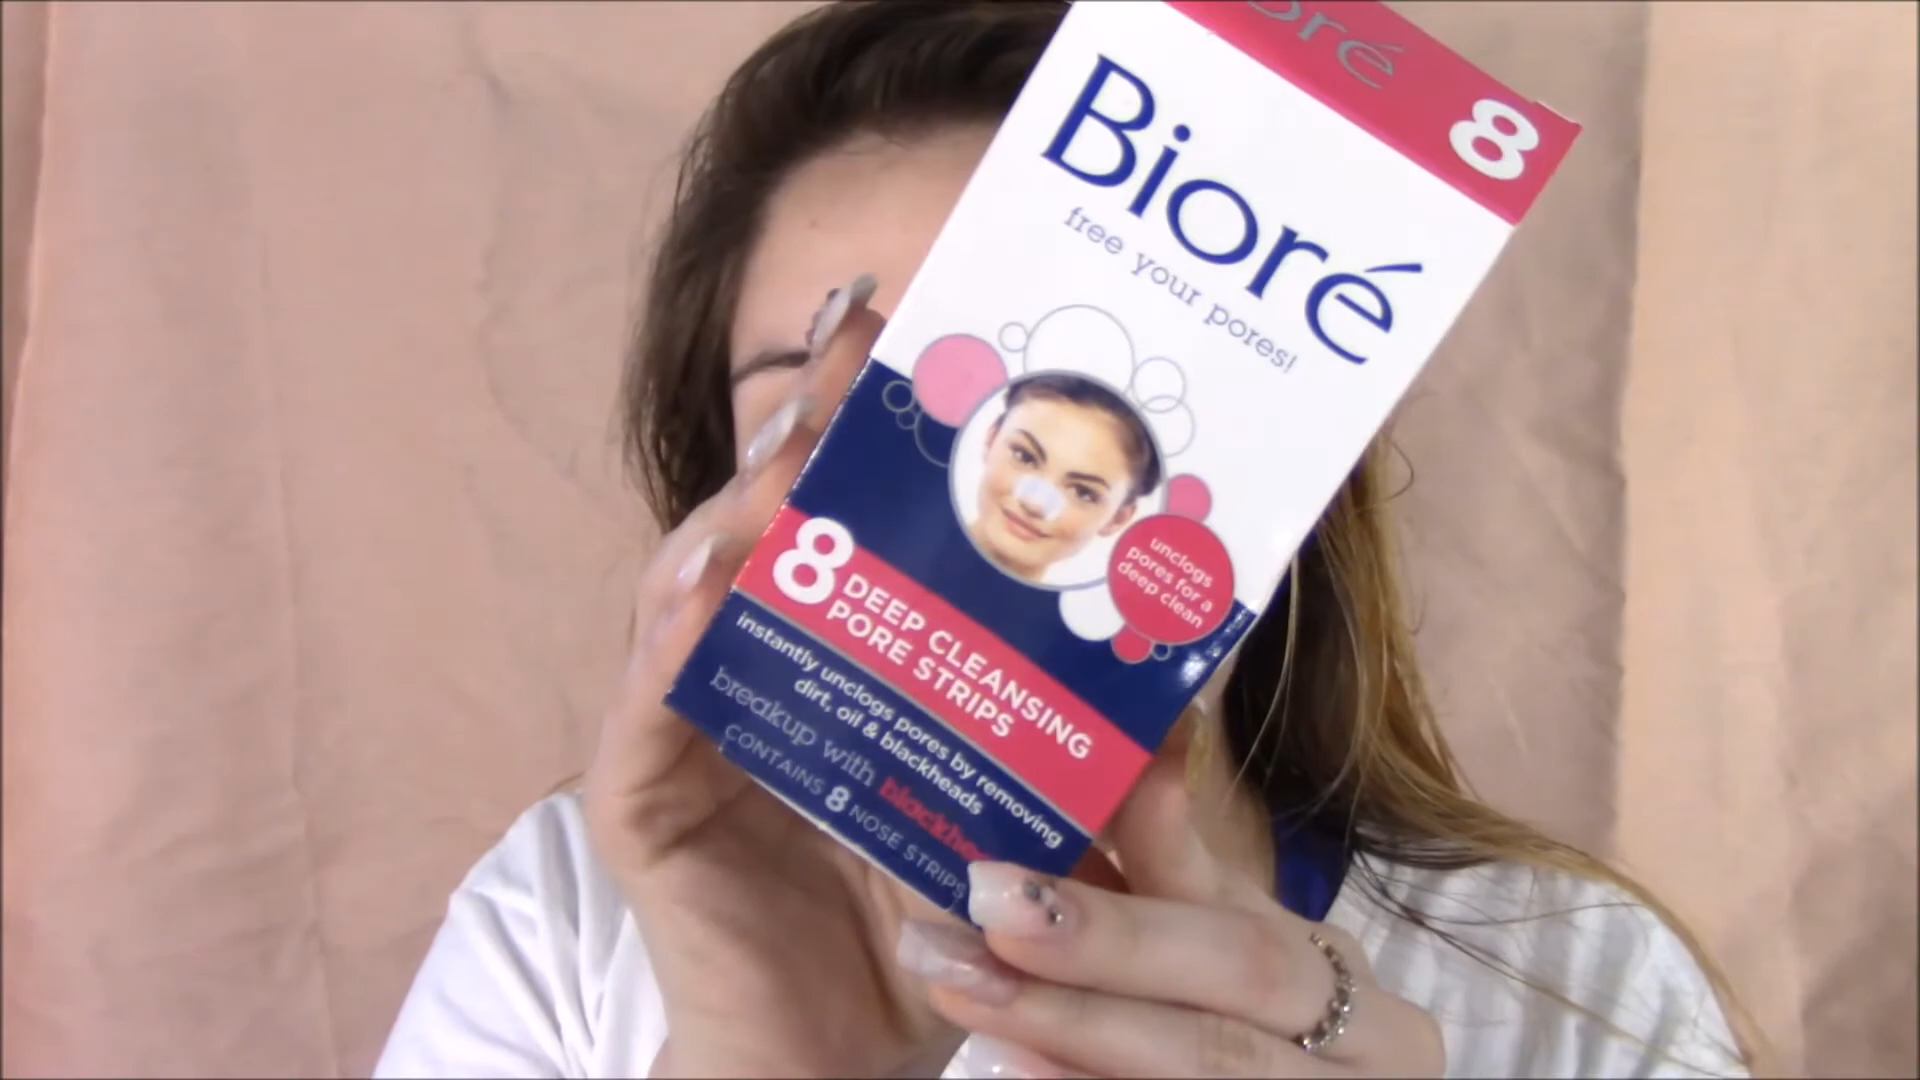 oré
8
Bioré
free your pores!
unclogs
pores for a
deep clean
8 DEEP CLEANSING
PORE STRIPS
instantly unclogs pores by removing
dirt, oil & blackheads
breakup with
CONTAINS 8 NOSE STRIPS